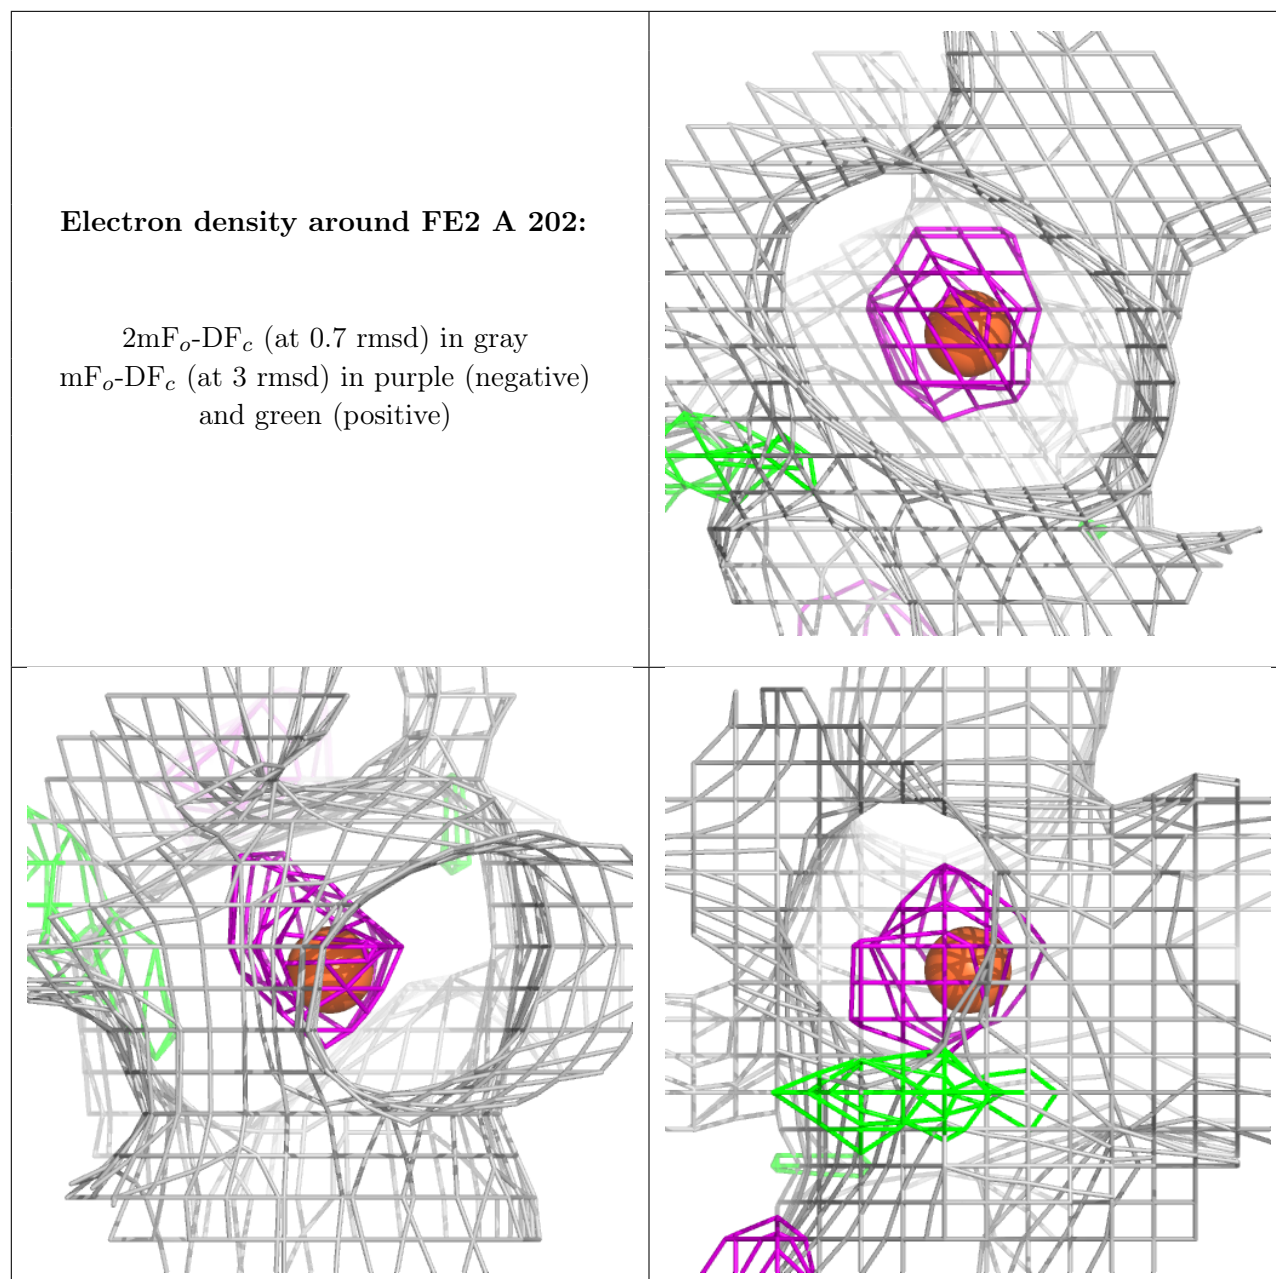 Electron density around FE2 A 202:
2mFo-DFc (at 0.7 rmsd) in gray
mFo-DFc (at 3 rmsd) in purple (negative)
and green (positive)